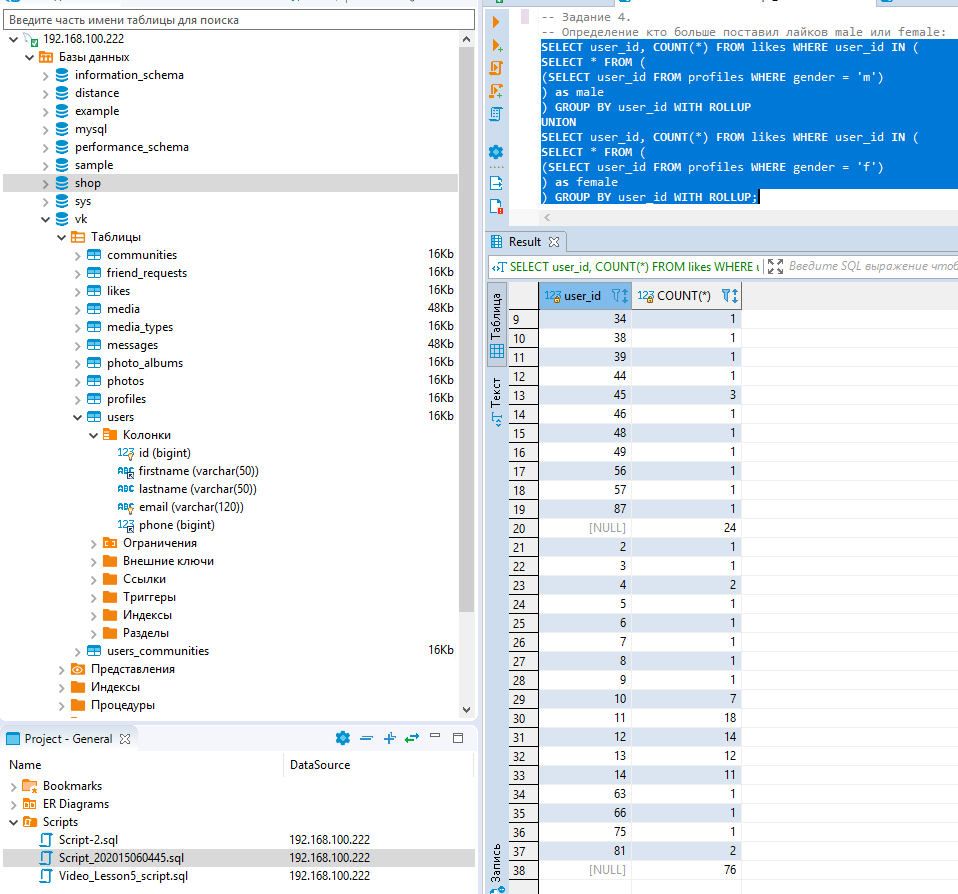 Введите часть имени таблицы для поиска
192.168.100.222
Базы данных
information_schema
distance
example
mysql
performance_schema
sample
shop
sys
vk
Таблицы
communities 16Kb
friend_requests 16Kb
likes 16Kb
media 48Kb
media_types 16Kb
messages 48Kb
photo_albums 16Kb
photos 16Kb
profiles 16Kb
users 16Kb
Колонки
123 id (bigint)
ABC firstname (varchar(50))
ABC lastname (varchar(50))
ABC email (varchar(120))
123 phone (bigint)
Ограничения
Внешние ключи
Ссылки
Триггеры
Индексы
Разделы
users_communities 16Kb
Представления
Индексы
Процедуры
Project - General
Name DataSource
Bookmarks
ER Diagrams
Scripts
Script-2.sql 192.168.100.222
Script_202015060445.sql 192.168.100.222
Video_Lesson5_script.sql 192.168.100.222
-- Задание 4.
-- Определение кто больше поставил лайков male или female:
SELECT user_id, COUNT(*) FROM likes WHERE user_id IN (
SELECT * FROM (
(SELECT user_id FROM profiles WHERE gender = 'm')
) as male
) GROUP BY user_id WITH ROLLUP
UNION
SELECT user_id, COUNT(*) FROM likes WHERE user_id IN (
SELECT * FROM (
(SELECT user_id FROM profiles WHERE gender = 'f')
) as female
) GROUP BY user_id WITH ROLLUP;
Result
SELECT user_id, COUNT(*) FROM likes WHERE u Введите SQL выражение чтоб
Таблица
Текст
Запись
123 user_id 123 COUNT(*)
9 34 1
10 38 1
11 39 1
12 44 1
13 45 3
14 46 1
15 48 1
16 49 1
17 56 1
18 57 1
19 87 1
20 [NULL] 24
21 2 1
22 3 1
23 4 2
24 5 1
25 6 1
26 7 1
27 8 1
28 9 1
29 10 7
30 11 18
31 12 14
32 13 12
33 14 11
34 63 1
35 66 1
36 75 1
37 81 2
38 [NULL] 76